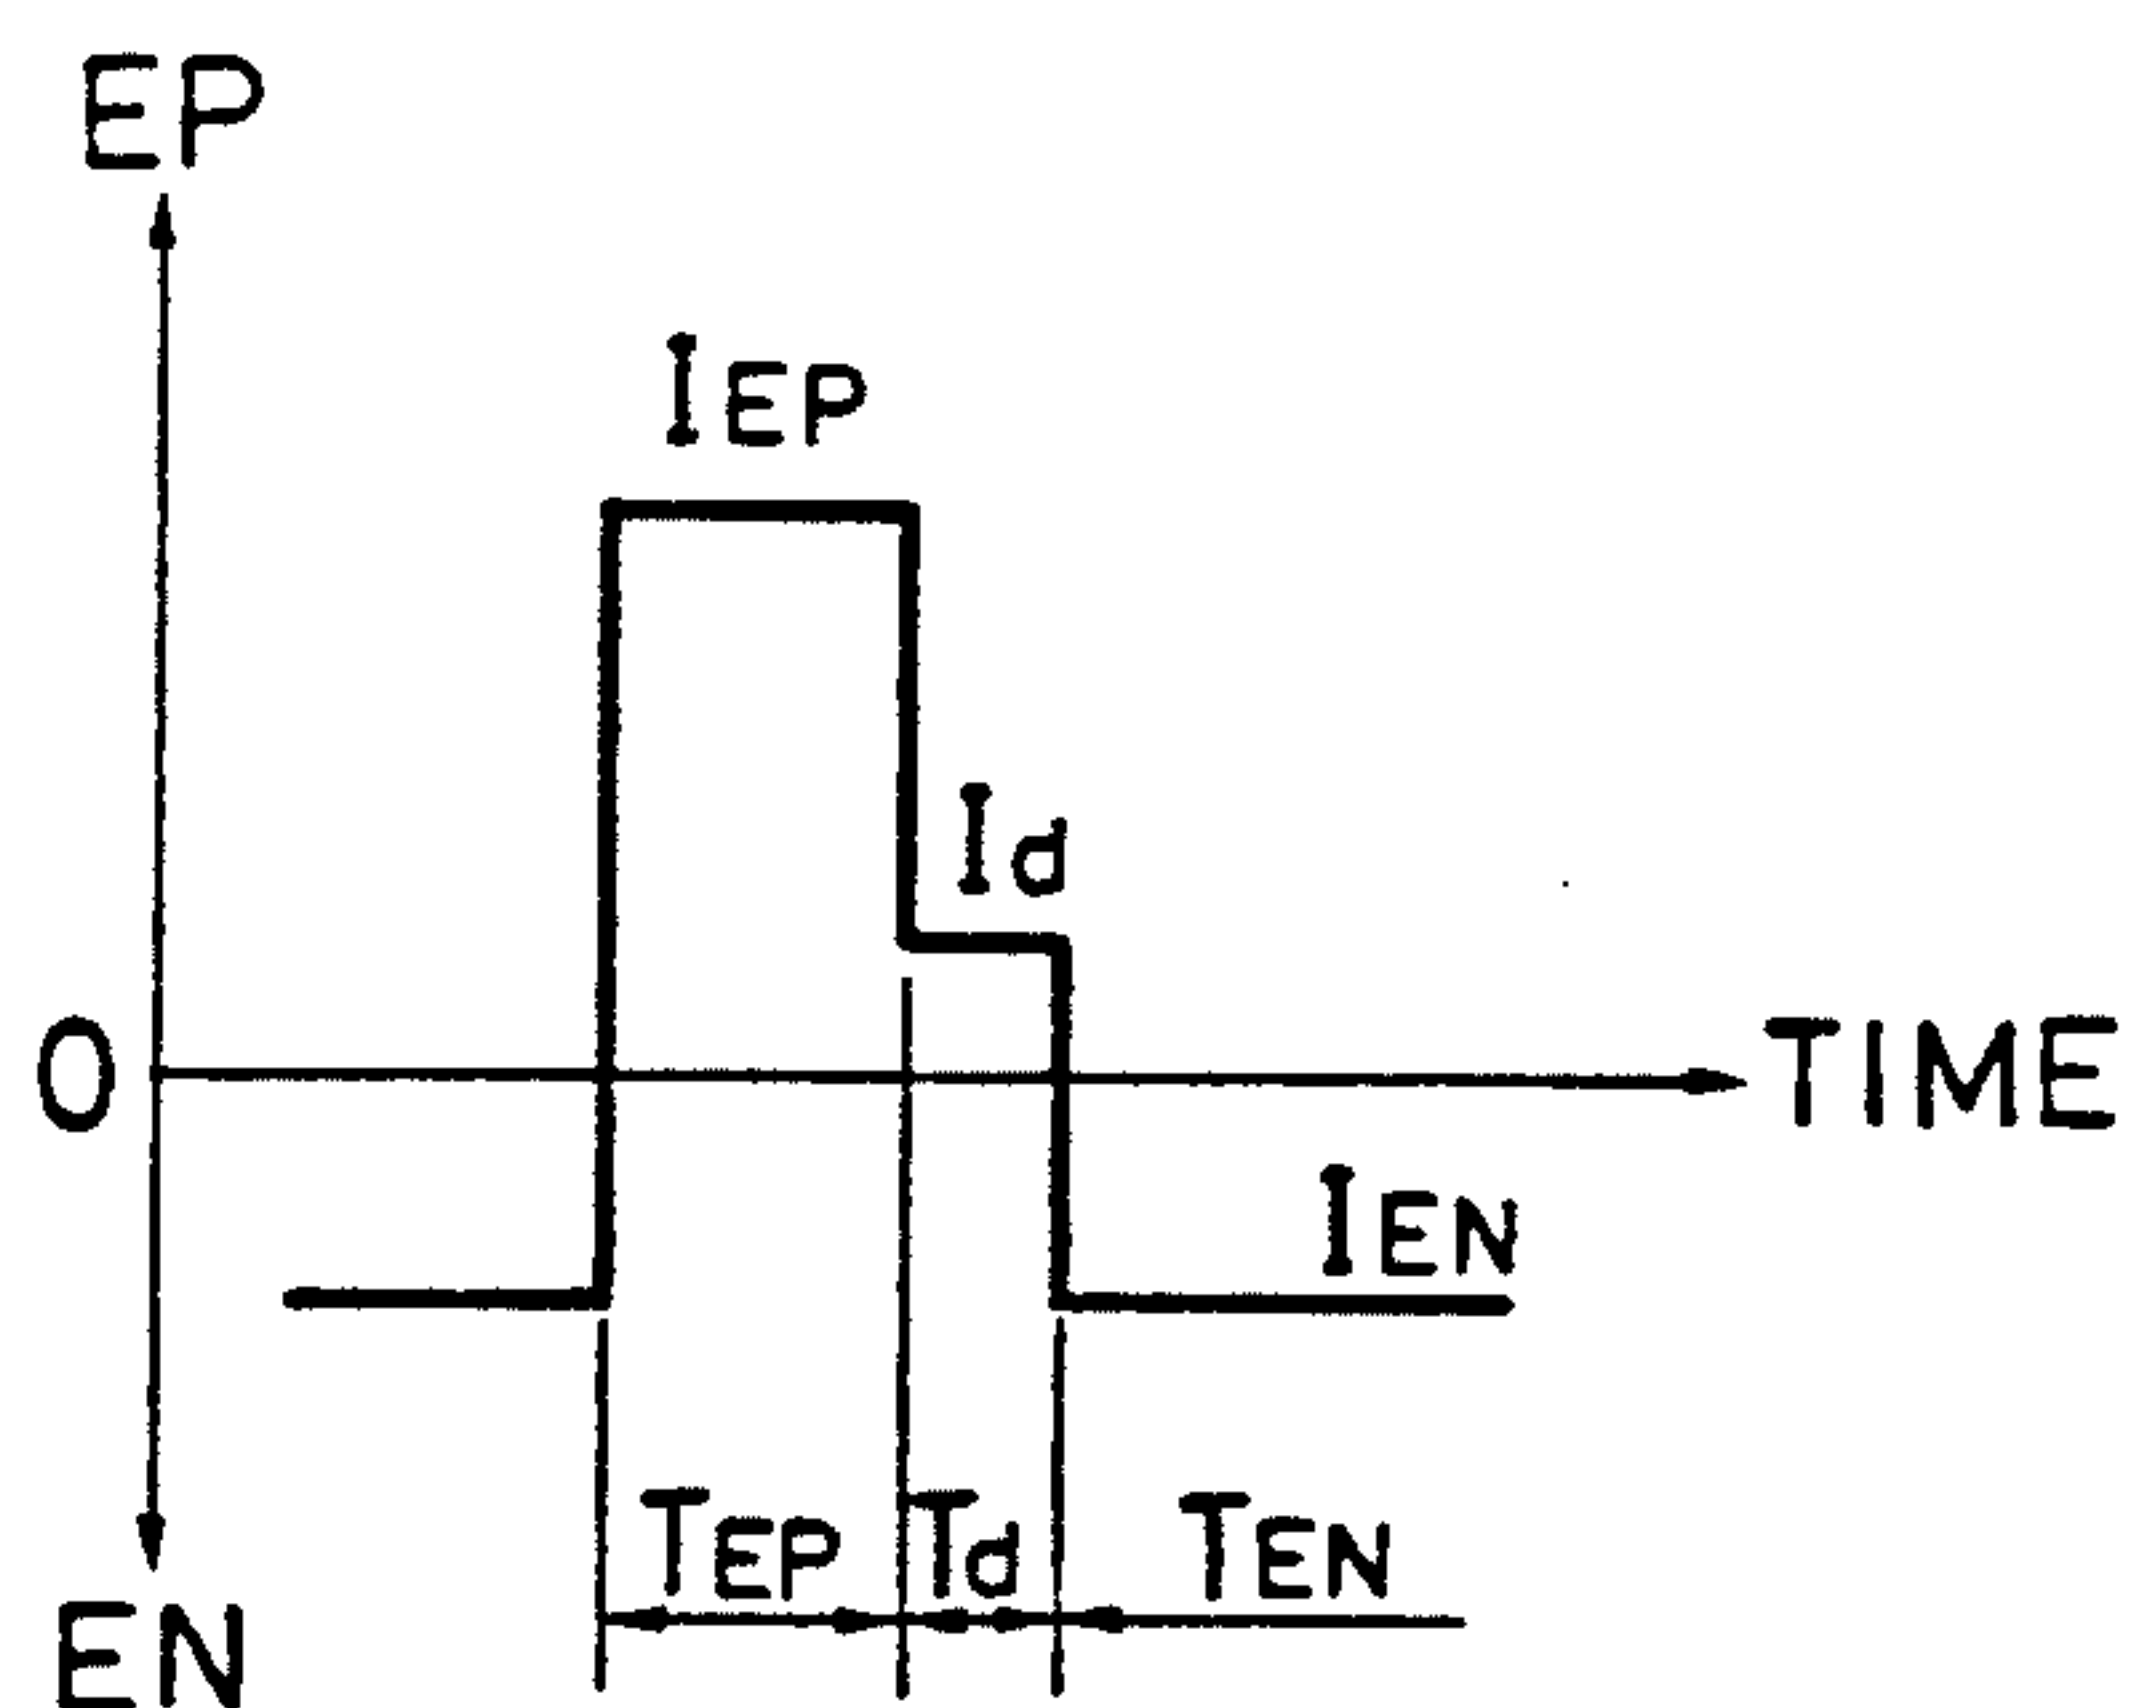 EP
IEP
Id
O
TIME
IEN
TEP Td TEN
EN